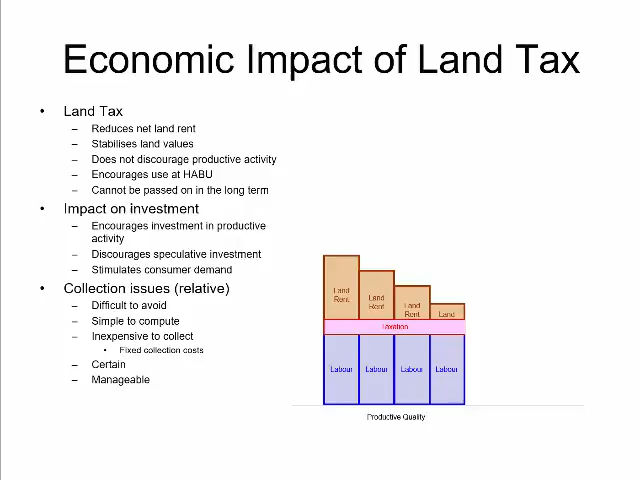 Economic Impact of Land Tax
• Land Tax
– Reduces net land rent
– Stabilises land values
– Does not discourage productive activity
– Encourages use at HABU
– Cannot be passed on in the long term
• Impact on investment
– Encourages investment in productive
activity
– Discourages speculative investment
– Stimulates consumer demand
• Collection issues (relative)
– Difficult to avoid
– Simple to compute
– Inexpensive to collect
• Fixed collection costs
– Certain
– Manageable
Land
Rent
Land
Rent
Land
Rent
Land
Taxation
Labour
Labour
Labour
Labour
Productive Quality